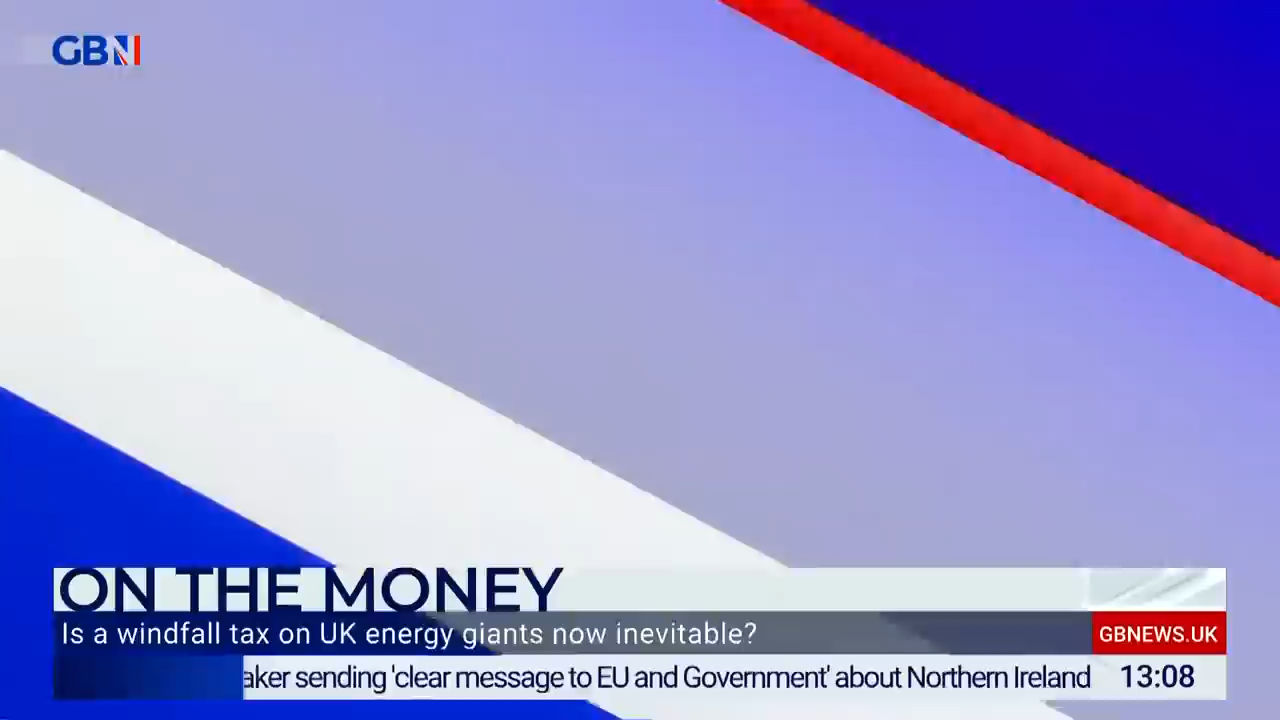 GBN
ON THE MONEY
Is a windfall tax on UK energy giants now inevitable?
GBNEWS.UK
aker sending 'clear message to EU and Government' about Northern Ireland
13:08